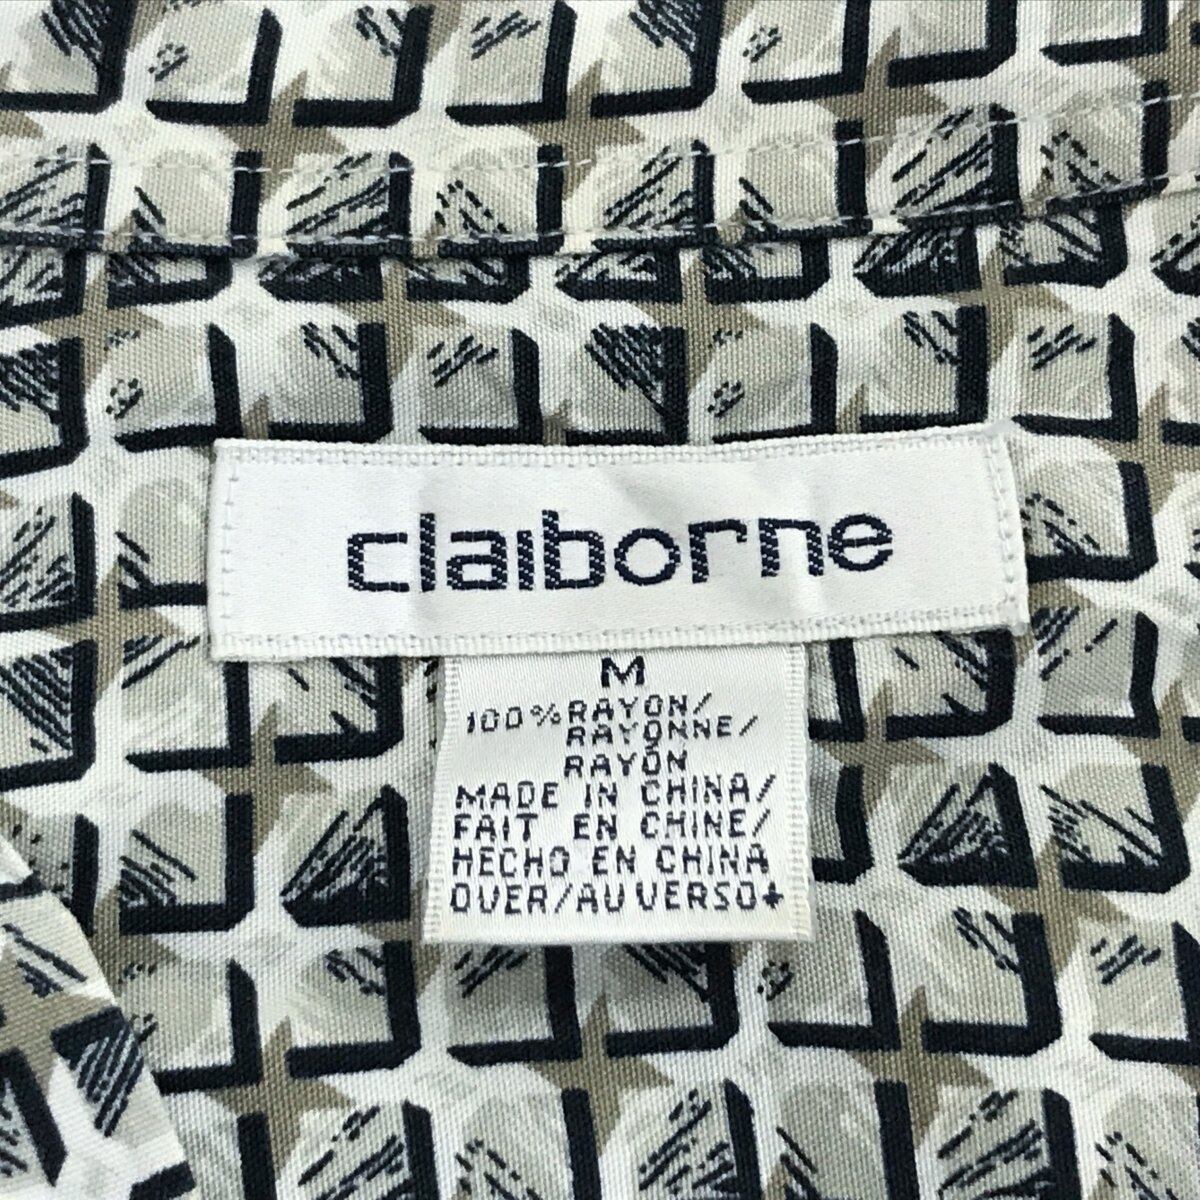 claiborne
M
100% RAYON/
RAYONNE/
RAYON
MADE IN CHINA/
FAIT EN CHINE/
HECHO EN CHINA
OVER/AU VERSO+